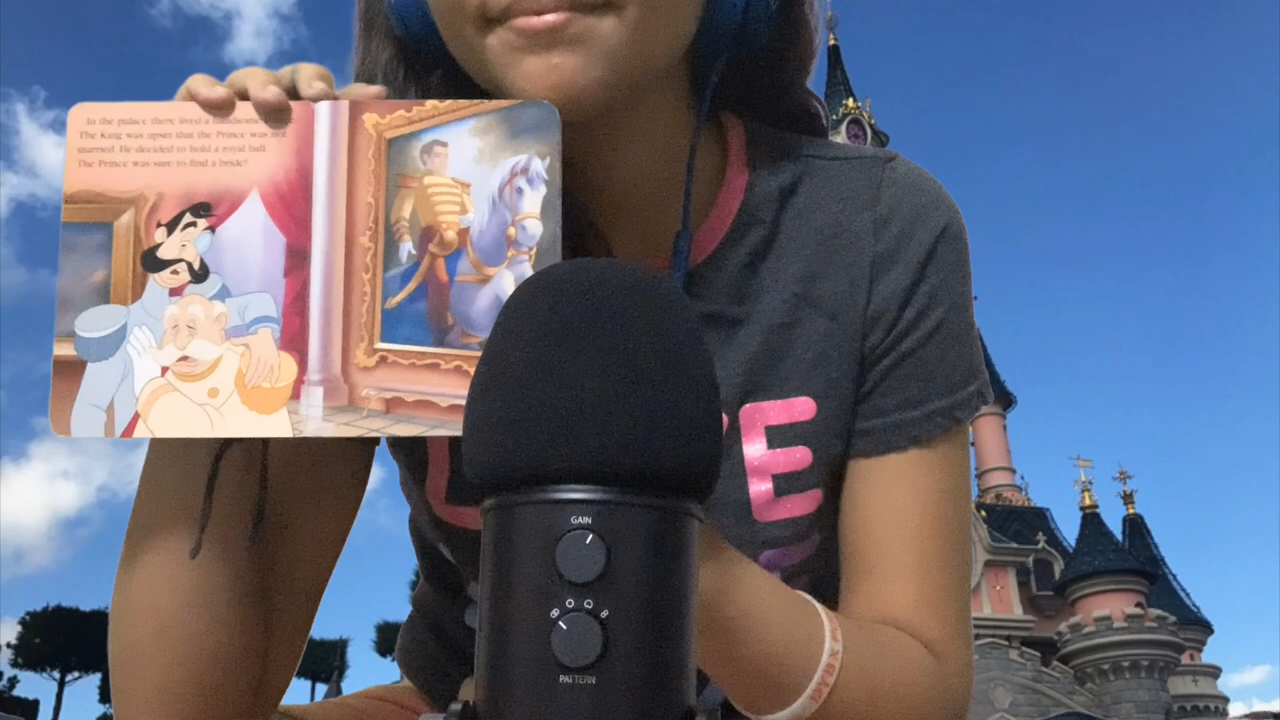 In the palace there lived a handsome
The King was upset that the Prince was not
married. He decided to hold a royal ball.
The Prince was sure to find a bride!
E
GAIN
PATTERN